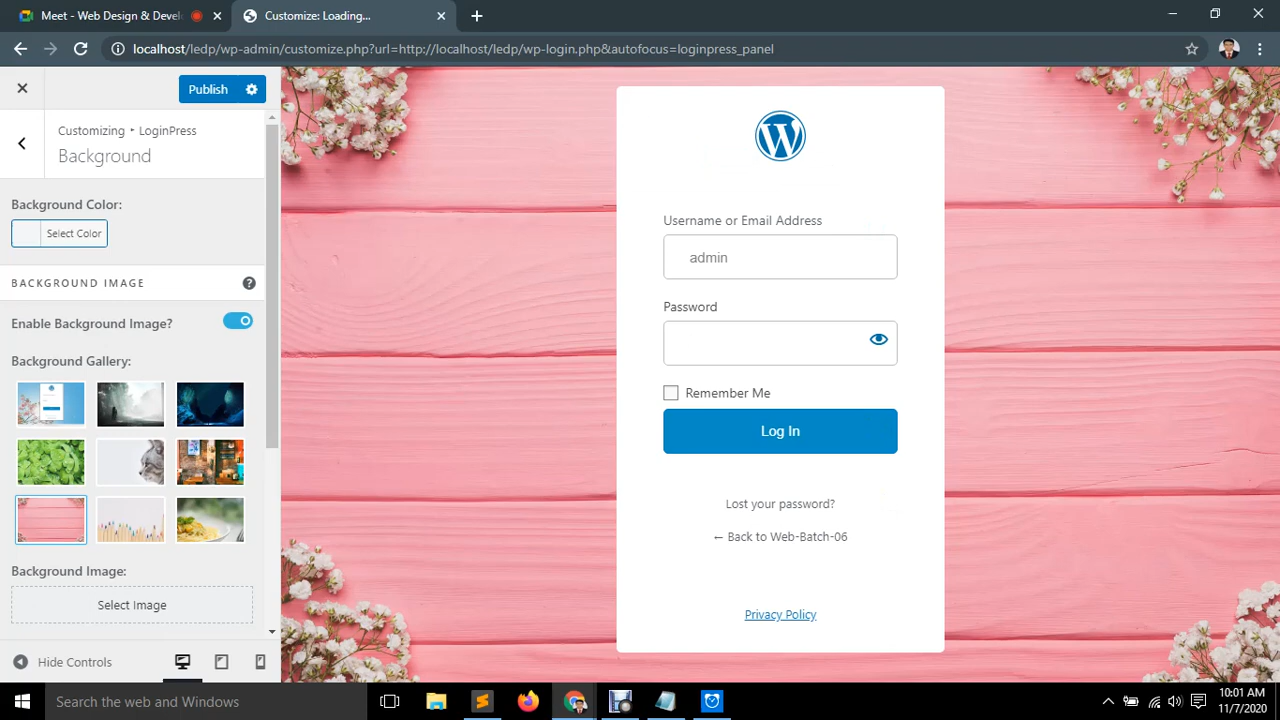 Meet - Web Design & Devel
Customize: Loading...
localhost/ledp/wp-admin/customize.php?url=http://localhost/ledp/wp-login.php&autofocus=loginpress_panel
Publish
Customizing ‣ LoginPress
Background
Background Color:
Select Color
BACKGROUND IMAGE
?
Enable Background Image?
Background Gallery:
Background Image:
Select Image
Hide Controls
Username or Email Address
admin
Password
Remember Me
Log In
Lost your password?
← Back to Web-Batch-06
Privacy Policy
Search the web and Windows
10:01 AM
11/7/2020